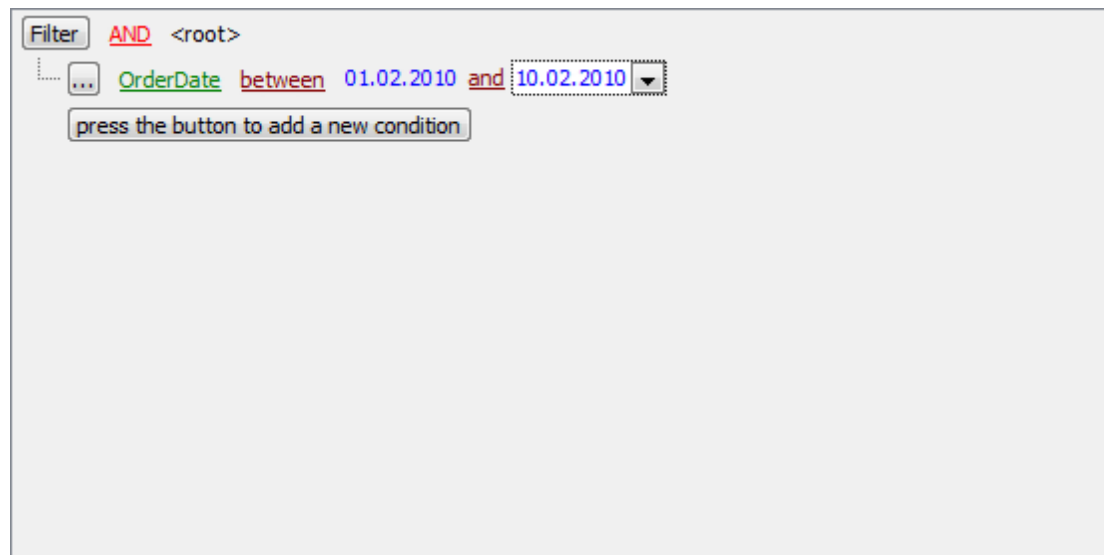 Filter AND <root>
... OrderDate between 01.02.2010 and 10.02.2010
press the button to add a new condition